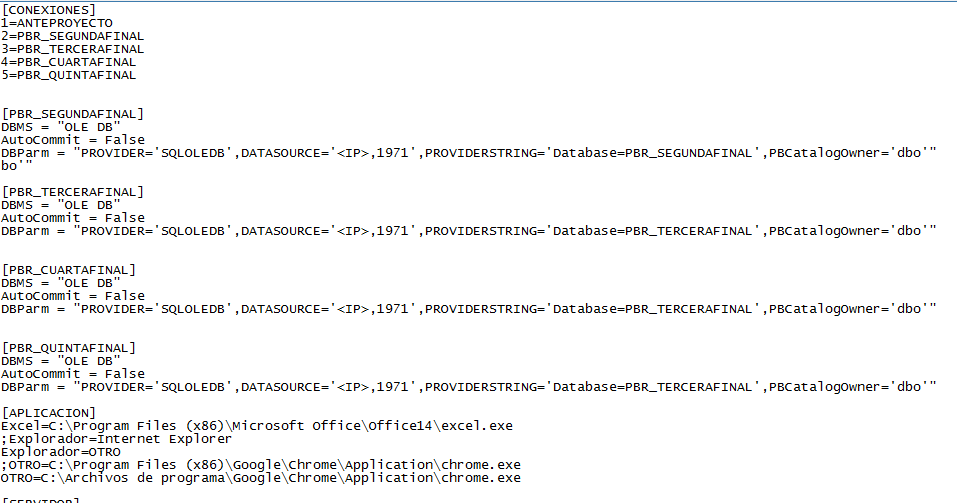 [CONEXIONES]
1=ANTEPROYECTO
2=PBR_SEGUNDAFINAL
3=PBR_TERCERAFINAL
4=PBR_CUARTAFINAL
5=PBR_QUINTAFINAL
[PBR_SEGUNDAFINAL]
DBMS = "OLE DB"
AutoCommit = False
DBParm = "PROVIDER='SQLOLEDB',DATASOURCE='<IP>,1971',PROVIDERSTRING='Database=PBR_SEGUNDAFINAL',PBCatalogOwner='dbo'"
bo'"
[PBR_TERCERAFINAL]
DBMS = "OLE DB"
AutoCommit = False
DBParm = "PROVIDER='SQLOLEDB',DATASOURCE='<IP>,1971',PROVIDERSTRING='Database=PBR_TERCERAFINAL',PBCatalogOwner='dbo'"
[PBR_CUARTAFINAL]
DBMS = "OLE DB"
AutoCommit = False
DBParm = "PROVIDER='SQLOLEDB',DATASOURCE='<IP>,1971',PROVIDERSTRING='Database=PBR_TERCERAFINAL',PBCatalogOwner='dbo'"
[PBR_QUINTAFINAL]
DBMS = "OLE DB"
AutoCommit = False
DBParm = "PROVIDER='SQLOLEDB',DATASOURCE='<IP>,1971',PROVIDERSTRING='Database=PBR_TERCERAFINAL',PBCatalogOwner='dbo'"
[APLICACION]
Excel=C:\Program Files (x86)\Microsoft Office\Office14\excel.exe
;Explorador=Internet Explorer
Explorador=OTRO
;OTRO=C:\Program Files (x86)\Google\Chrome\Application\chrome.exe
OTRO=C:\Archivos de programa\Google\Chrome\Application\chrome.exe